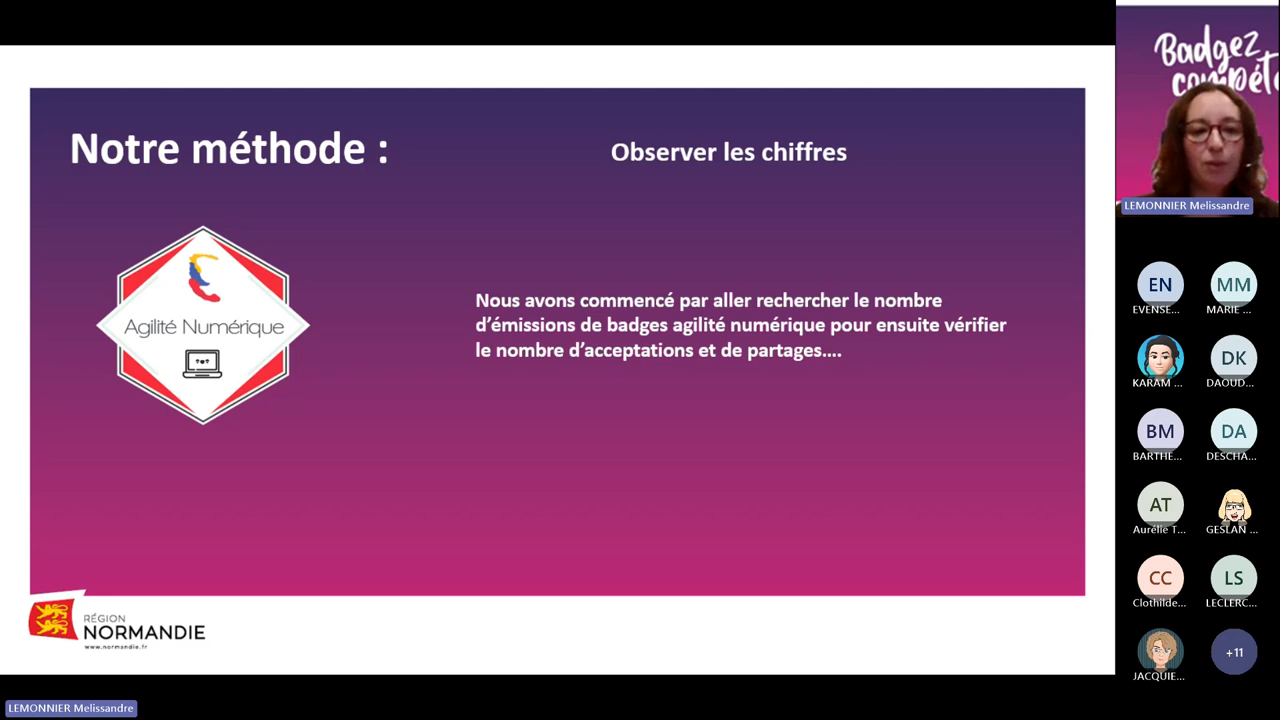 Notre méthode :
Observer les chiffres
Agilité Numérique
Nous avons commencé par aller rechercher le nombre
d’émissions de badges agilité numérique pour ensuite vérifier
le nombre d’acceptations et de partages....
RÉGION
NORMANDIE
www.normandie.fr
LEMONNIER Melissandre
Badgez
compéte
LEMONNIER Melissandre
EN
EVENSE...
MM
MARIE ...
KARAM ...
DK
DAOUD...
BM
BARTHE...
DA
DESCHA...
AT
Aurélie T...
GESLAN ...
CC
Clothilde...
LS
LECLERC...
JACQUIE...
+11